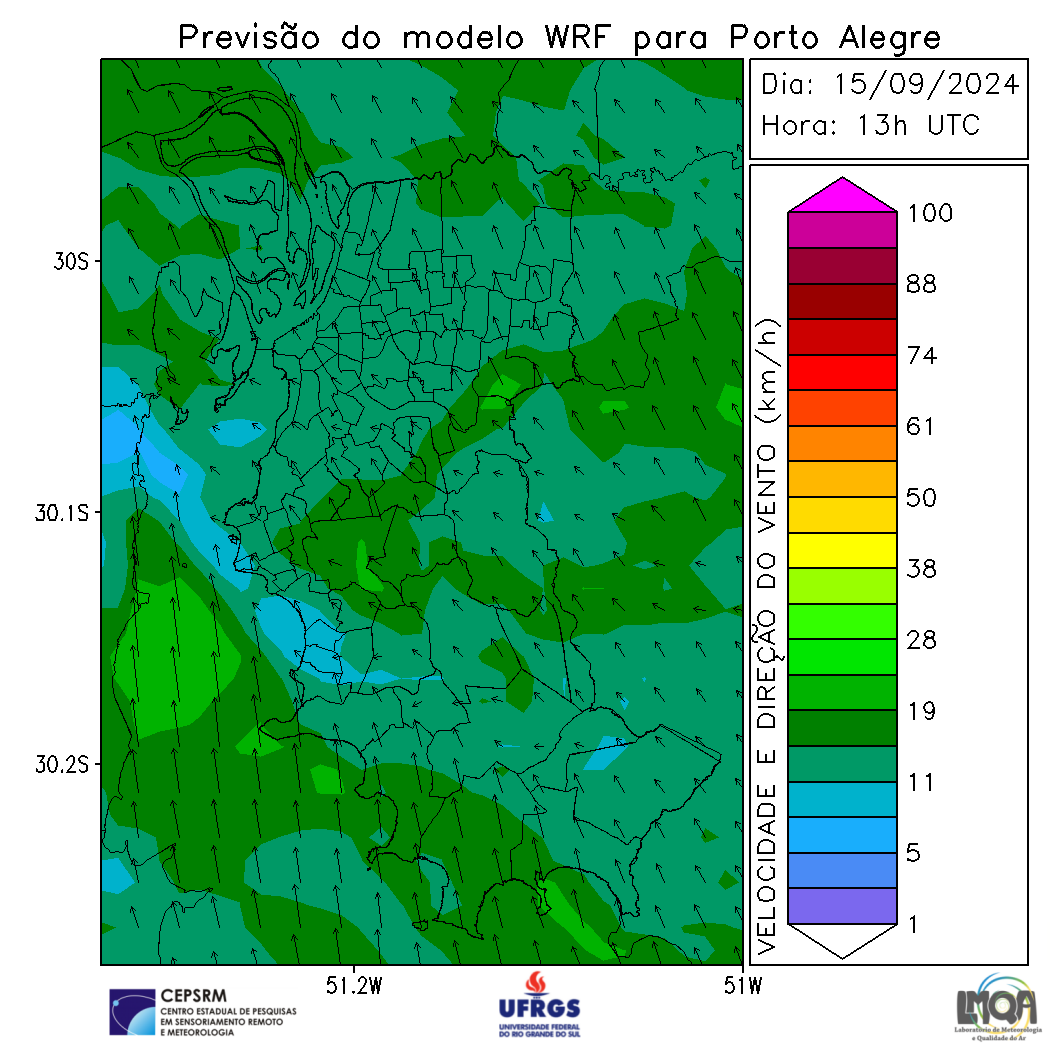 Previsão do modelo WRF para Porto Alegre
Dia: 15/09/2024
Hora: 13h UTC
30S
30.1S
30.2S
51.2W
51W
VELOCIDADE E DIREÇÃO DO VENTO (km/h)
100
88
74
61
50
38
28
19
11
5
1
CEPSRM
CENTRO ESTADUAL DE PESQUISAS
EM SENSORIAMENTO REMOTO
E METEOROLOGIA
UFRGS
UNIVERSIDADE FEDERAL
DO RIO GRANDE DO SUL
LMQA
Laboratório de Meteorologia
e Qualidade do Ar